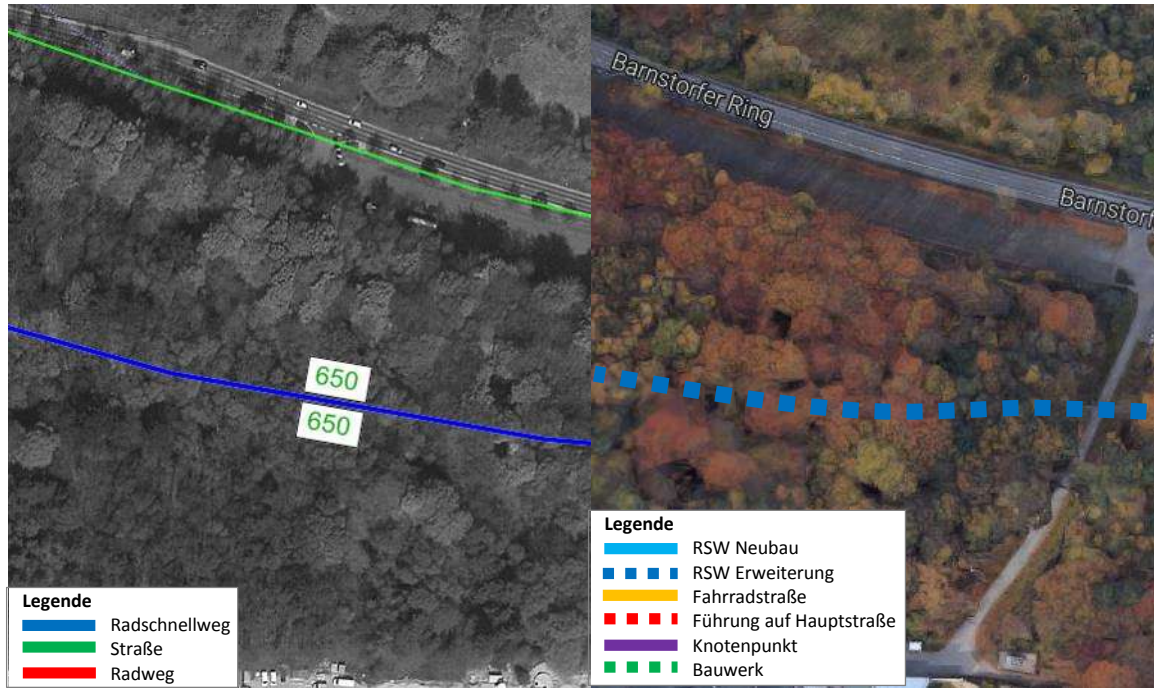 Barnstorfer Ring
Barnstorf
650
650
Legende
Radschnellweg
Straße
Radweg
Legende
RSW Neubau
RSW Erweiterung
Fahrradstraße
Führung auf Hauptstraße
Knotenpunkt
Bauwerk